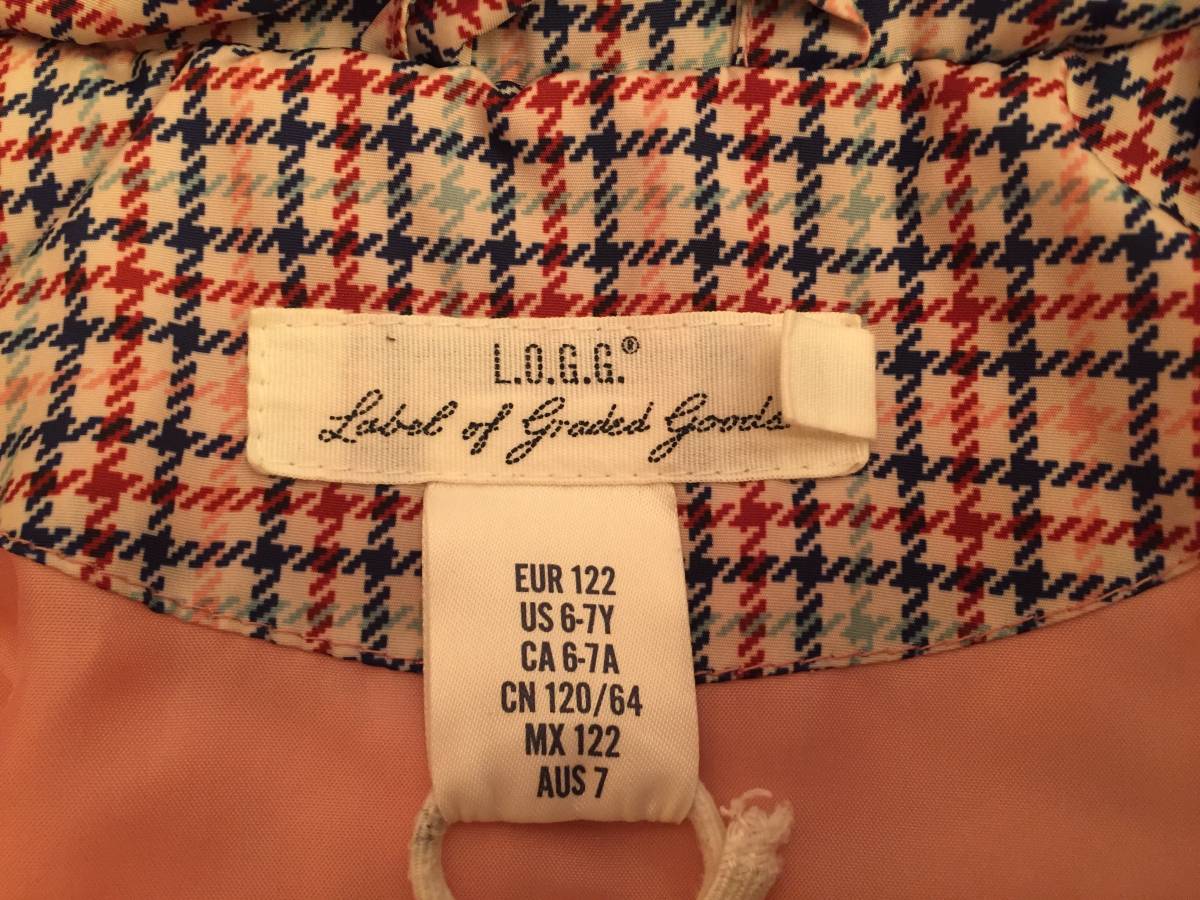 L.O.G.G.®
Label of Graded Goods
EUR 122
US 6-7Y
CA 6-7A
CN 120/64
MX 122
AUS 7